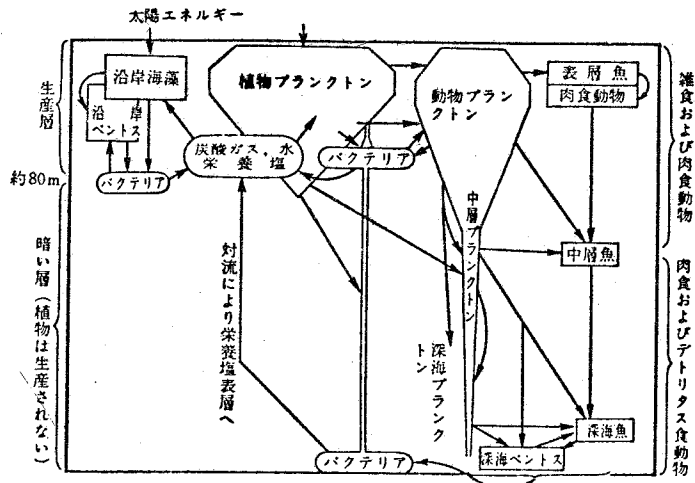 太陽エネルギー
生産層
約80m
暗い層(植物は生産されない)
沿岸海藻
沿岸
ベントス
バクテリア
植物プランクトン
炭酸ガス、水
栄養塩
バクテリア
動物プランクトン
表層魚
肉食動物
中層プランクトン
中層魚
対流により栄養塩表層へ
深海プランクトン
深海魚
深海ベントス
バクテリア
雑食および肉食動物
肉食およびデトリタス食動物